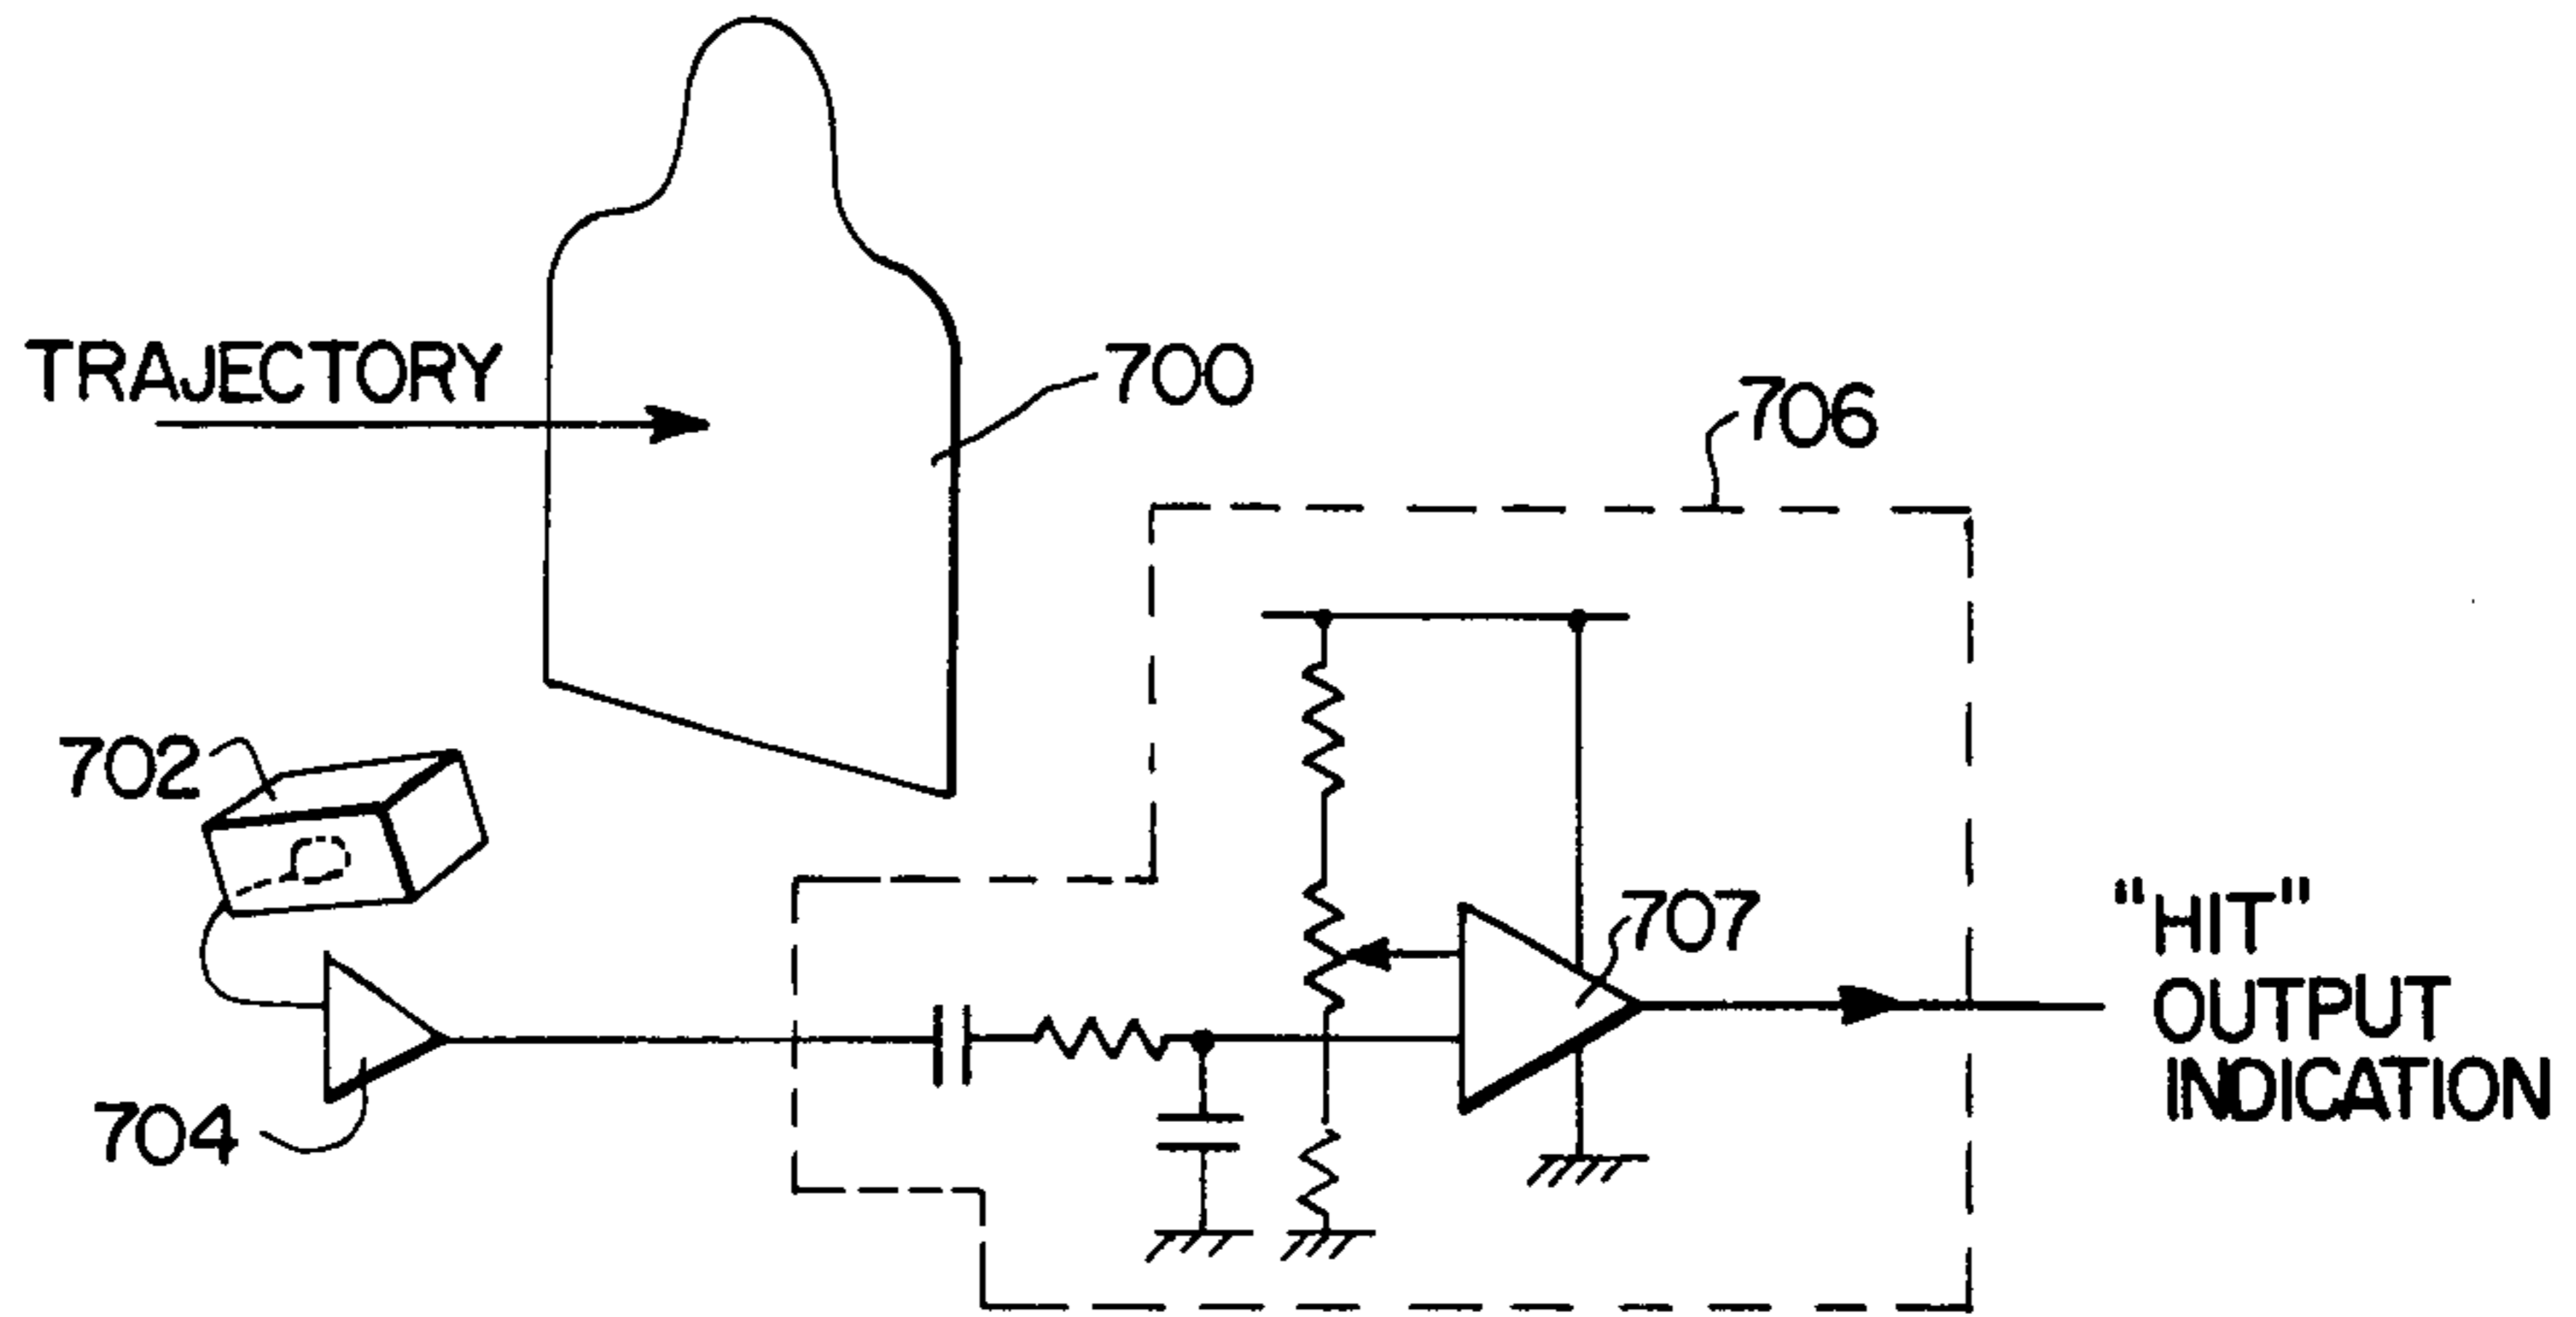 TRAJECTORY
700
706
702
707
704
"HIT"
OUTPUT
INDICATION